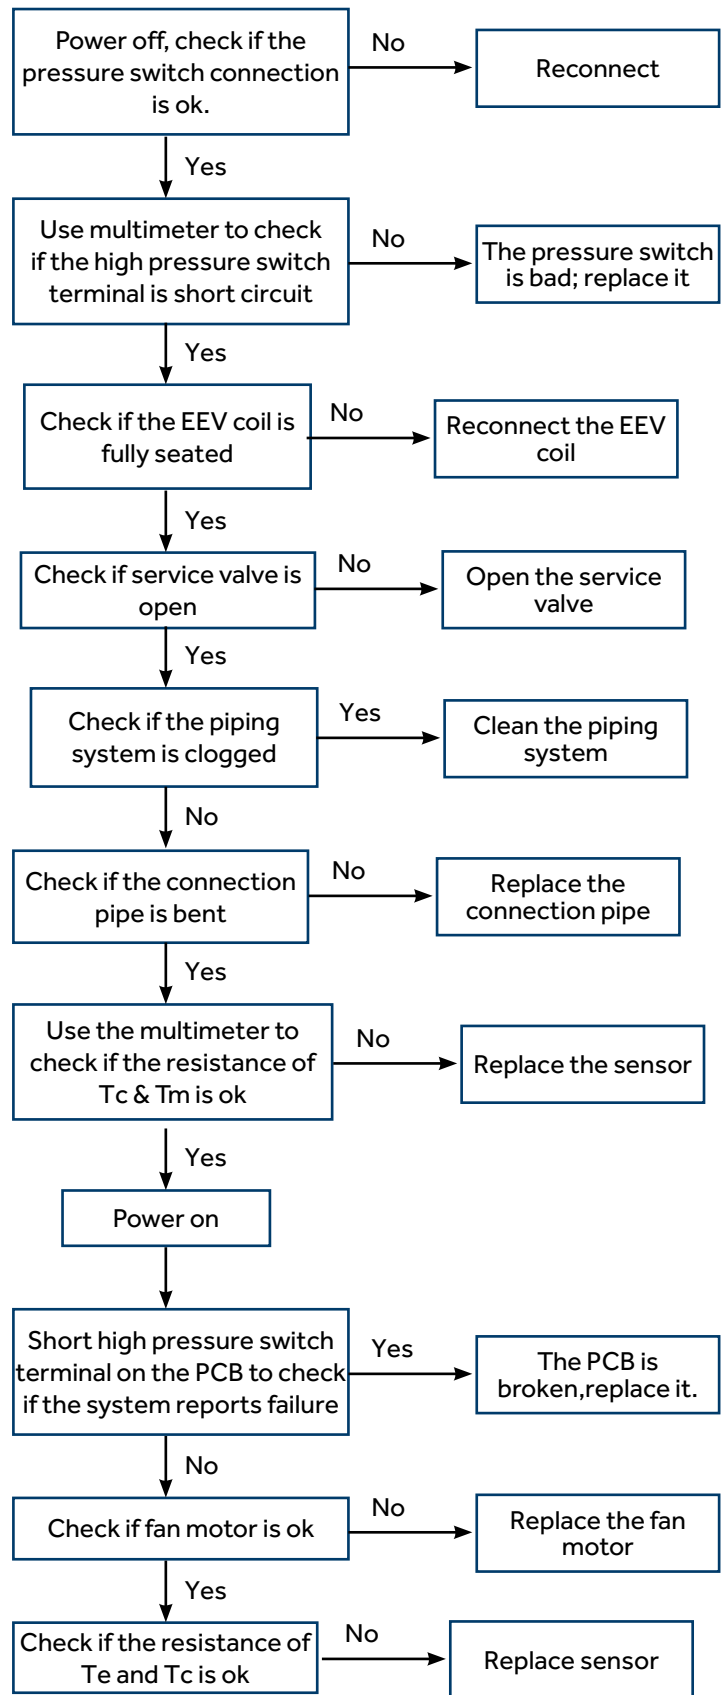 Power off, check if the
pressure switch connection
is ok.
No
Reconnect
Yes
Use multimeter to check
if the high pressure switch
terminal is short circuit
No
The pressure switch
is bad; replace it
Yes
Check if the EEV coil is
fully seated
No
Reconnect the EEV
coil
Yes
Check if service valve is
open
No
Open the service
valve
Yes
Check if the piping
system is clogged
Yes
Clean the piping
system
No
Check if the connection
pipe is bent
No
Replace the
connection pipe
Yes
Use the multimeter to
check if the resistance of
Tc & Tm is ok
No
Replace the sensor
Yes
Power on
Short high pressure switch
terminal on the PCB to check
if the system reports failure
Yes
The PCB is
broken,replace it.
No
Check if fan motor is ok
No
Replace the fan
motor
Yes
Check if the resistance of
Te and Tc is ok
No
Replace sensor